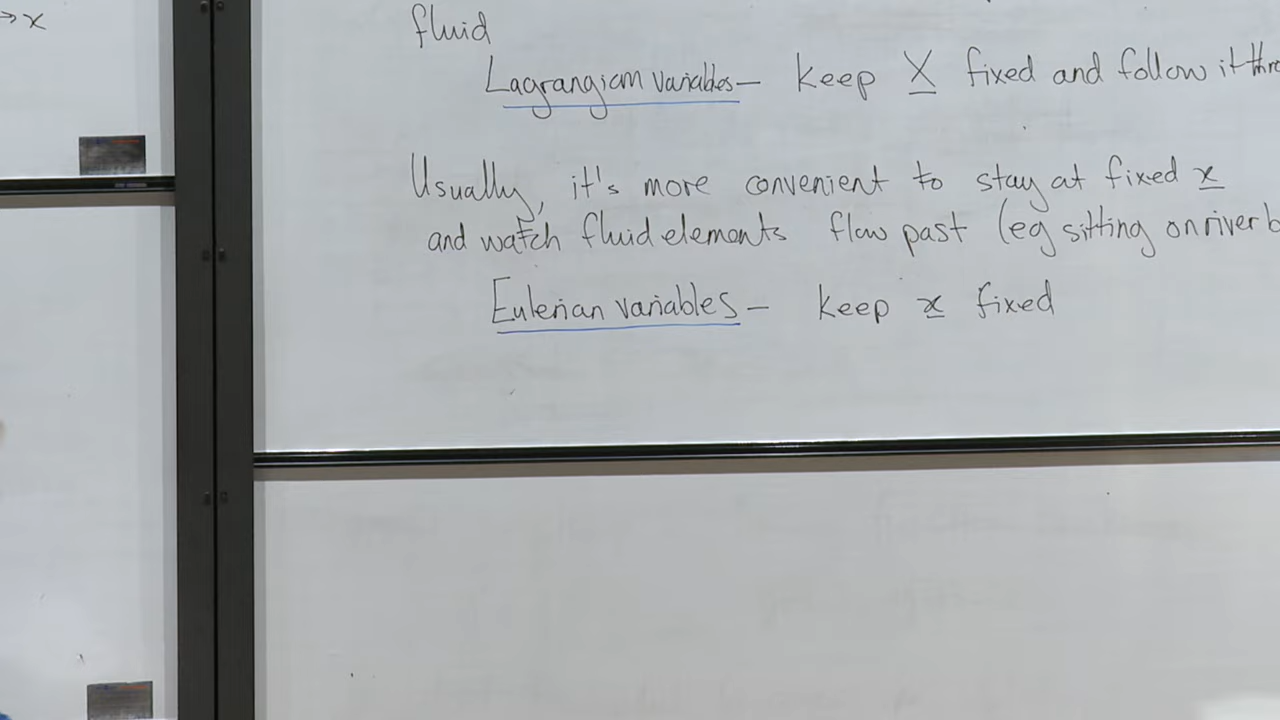 →x
fluid
Lagrangian variables – keep X fixed and follow it thro
Usually, it's more convenient to stay at fixed x
and watch fluid elements flow past (eg sitting on river b
Eulerian variables – keep x fixed